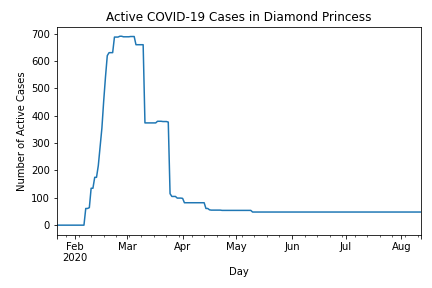 Active COVID-19 Cases in Diamond Princess
Number of Active Cases
700
600
500
400
300
200
100
0
Feb Mar Apr May Jun Jul Aug
2020
Day